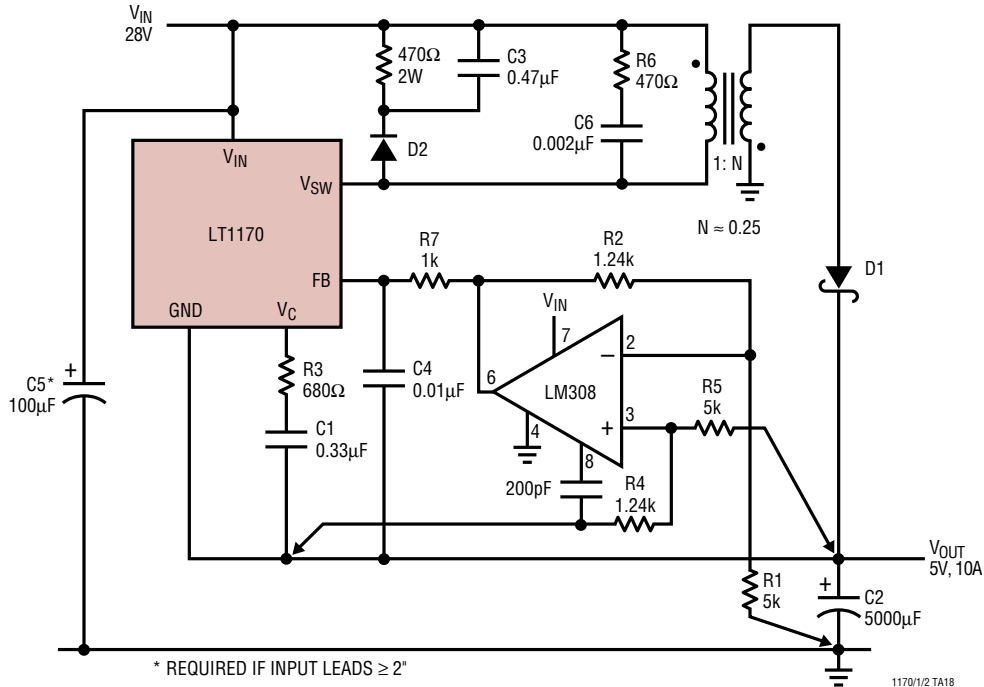 VIN
28V
470Ω
2W
C3
0.47µF
R6
470Ω
C6
0.002µF
D2
1: N
N ≈ 0.25
VIN
VSW
LT1170
FB
GND
VC
R7
1k
R2
1.24k
D1
VIN
7
2
–
6
LM308
3
+
4
8
R5
5k
C5*
100µF
+
R3
680Ω
C4
0.01µF
C1
0.33µF
200pF
R4
1.24k
VOUT
5V, 10A
R1
5k
+
C2
5000µF
* REQUIRED IF INPUT LEADS ≥ 2"
1170/1/2 TA18